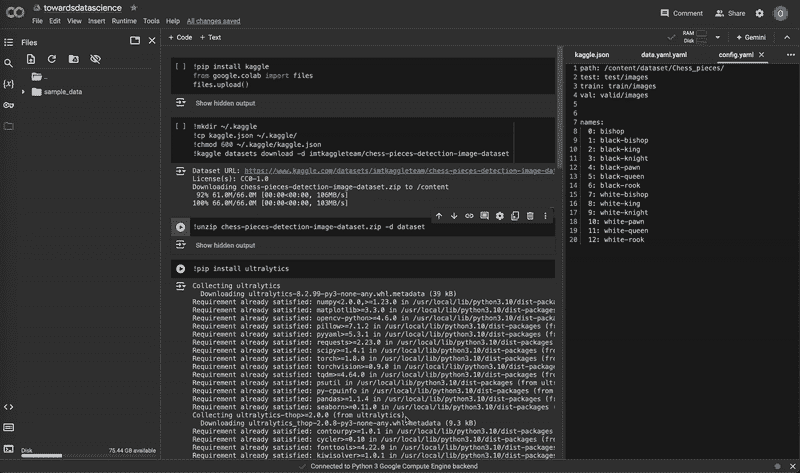 towardsdatascience
File Edit View Insert Runtime Tools Help All changes saved
Comment
Share
O
+ Code + Text
RAM
Disk
Gemini
Files
..
sample_data
Disk
75.44 GB available
[ ] !pip install kaggle
from google.colab import files
files.upload()
Show hidden output
[ ] !mkdir ~/.kaggle
!cp kaggle.json ~/.kaggle/
!chmod 600 ~/.kaggle/kaggle.json
!kaggle datasets download -d imtkaggleteam/chess-pieces-detection-image-dataset
Dataset URL: https://www.kaggle.com/datasets/imtkaggleteam/chess-pieces-detection-image-da
License(s): CC0-1.0
Downloading chess-pieces-detection-image-dataset.zip to /content
92% 61.0M/66.0M [00:00<00:00, 106MB/s]
100% 66.0M/66.0M [00:00<00:00, 103MB/s]
!unzip chess-pieces-detection-image-dataset.zip -d dataset
Show hidden output
!pip install ultralytics
Collecting ultralytics
Downloading ultralytics-8.2.99-py3-none-any.whl.metadata (39 kB)
Requirement already satisfied: numpy<2.0.0,>=1.23.0 in /usr/local/lib/python3.10/dist-packa
Requirement already satisfied: matplotlib>=3.3.0 in /usr/local/lib/python3.10/dist-packages
Requirement already satisfied: opencv-python>=4.6.0 in /usr/local/lib/python3.10/dist-packa
Requirement already satisfied: pillow>=7.1.2 in /usr/local/lib/python3.10/dist-packages (fr
Requirement already satisfied: pyyaml>=5.3.1 in /usr/local/lib/python3.10/dist-packages (fr
Requirement already satisfied: requests>=2.23.0 in /usr/local/lib/python3.10/dist-packages
Requirement already satisfied: scipy>=1.4.1 in /usr/local/lib/python3.10/dist-packages (fro
Requirement already satisfied: torch>=1.8.0 in /usr/local/lib/python3.10/dist-packages (fro
Requirement already satisfied: torchvision>=0.9.0 in /usr/local/lib/python3.10/dist-package
Requirement already satisfied: tqdm>=4.64.0 in /usr/local/lib/python3.10/dist-packages (fro
Requirement already satisfied: psutil in /usr/local/lib/python3.10/dist-packages (from ult
Requirement already satisfied: py-cpuinfo in /usr/local/lib/python3.10/dist-packages (from
Requirement already satisfied: pandas>=1.1.4 in /usr/local/lib/python3.10/dist-packages (fr
Requirement already satisfied: seaborn>=0.11.0 in /usr/local/lib/python3.10/dist-packages (
Collecting ultralytics-thop>=2.0.0 (from ultralytics)
Downloading ultralytics_thop-2.0.8-py3-none-any.whl.metadata (9.3 kB)
Requirement already satisfied: contourpy>=1.0.1 in /usr/local/lib/python3.10/dist-packages
Requirement already satisfied: cycler>=0.10 in /usr/local/lib/python3.10/dist-packages (fro
Requirement already satisfied: fonttools>=4.22.0 in /usr/local/lib/python3.10/dist-packages
Requirement already satisfied: kiwisolver>=1.0.1 in /usr/local/lib/python3.10/dist-packages
kaggle.json data.yaml.yaml config.yaml
1 path: /content/dataset/Chess_pieces/
2 test: test/images
3 train: train/images
4 val: valid/images
5
6
7 names:
8 0: bishop
9 1: black-bishop
10 2: black-king
11 3: black-knight
12 4: black-pawn
13 5: black-queen
14 6: black-rook
15 7: white-bishop
16 8: white-king
17 9: white-knight
18 10: white-pawn
19 11: white-queen
20 12: white-rook
Connected to Python 3 Google Compute Engine backend